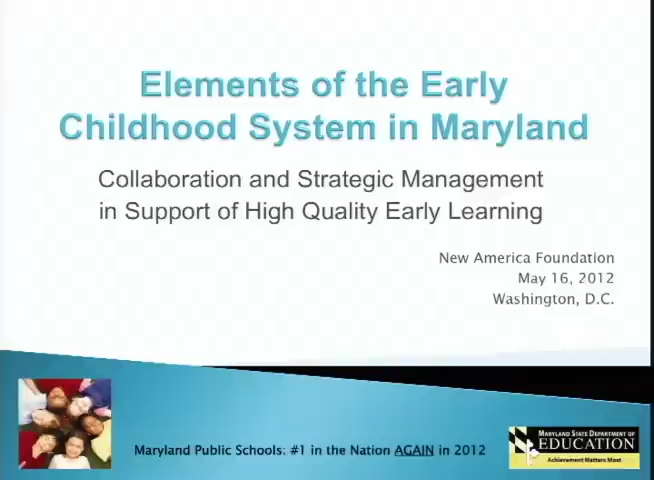 Elements of the Early
Childhood System in Maryland
Collaboration and Strategic Management
in Support of High Quality Early Learning
New America Foundation
May 16, 2012
Washington, D.C.
Maryland Public Schools: #1 in the Nation AGAIN in 2012
MARYLAND STATE DEPARTMENT OF
EDUCATION
Achievement Matters Most